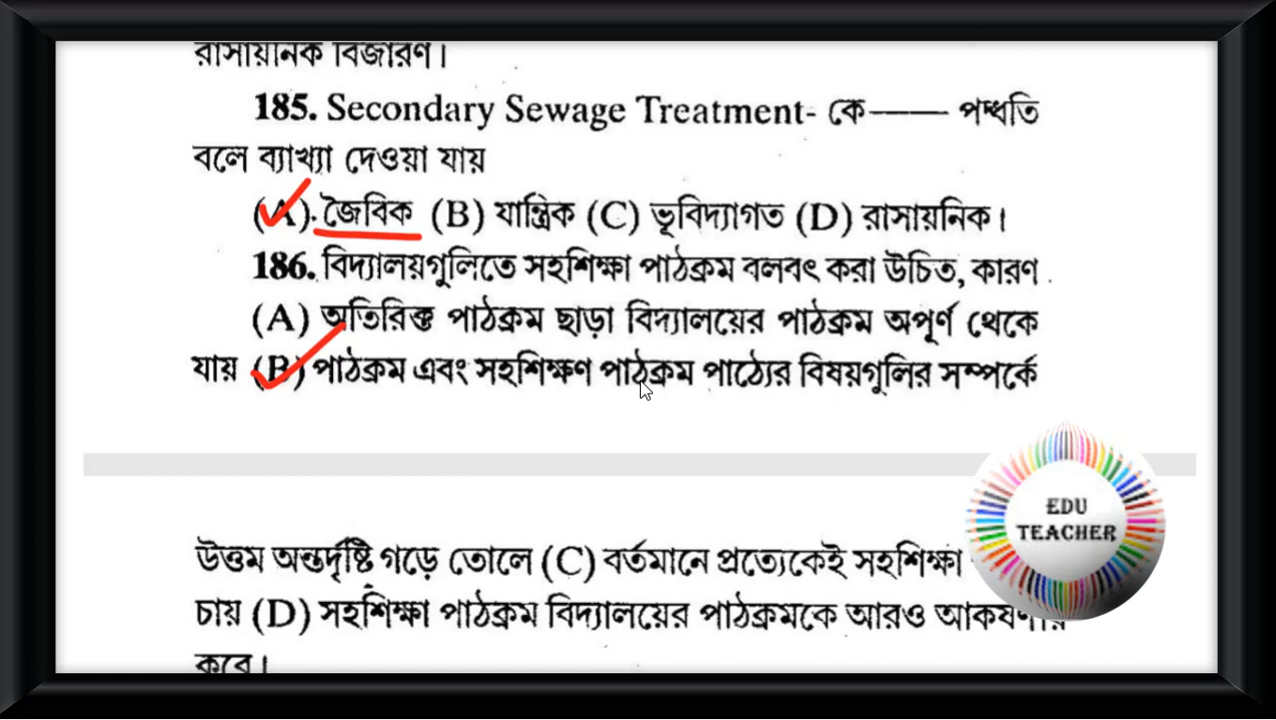 রাসায়নিক বিজারণ।
185. Secondary Sewage Treatment- কে—— পদ্ধতি
বলে ব্যাখ্যা দেওয়া যায়
(A). জৈবিক (B) যান্ত্রিক (C) ভূবিদ্যাগত (D) রাসায়নিক।
186. বিদ্যালয়গুলিতে সহশিক্ষা পাঠক্রম বলবৎ করা উচিত, কারণ
(A) অতিরিক্ত পাঠক্রম ছাড়া বিদ্যালয়ের পাঠক্রম অপূর্ণ থেকে
যায় (B) পাঠক্রম এবং সহশিক্ষণ পাঠক্রম পাঠ্যের বিষয়গুলির সম্পর্কে
উত্তম অন্তর্দৃষ্টি গড়ে তোলে (C) বর্তমানে প্রত্যেকেই সহশিক্ষা
চায় (D) সহশিক্ষা পাঠক্রম বিদ্যালয়ের পাঠক্রমকে আরও
করে।
EDU
TEACHER